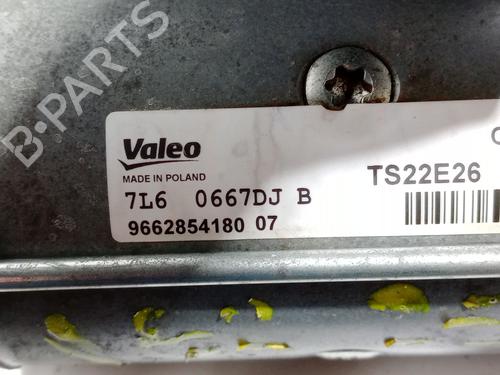 B-PARTS
Valeo
MADE IN POLAND
TS22E26
7L6 0667DJ B
9662854180 07